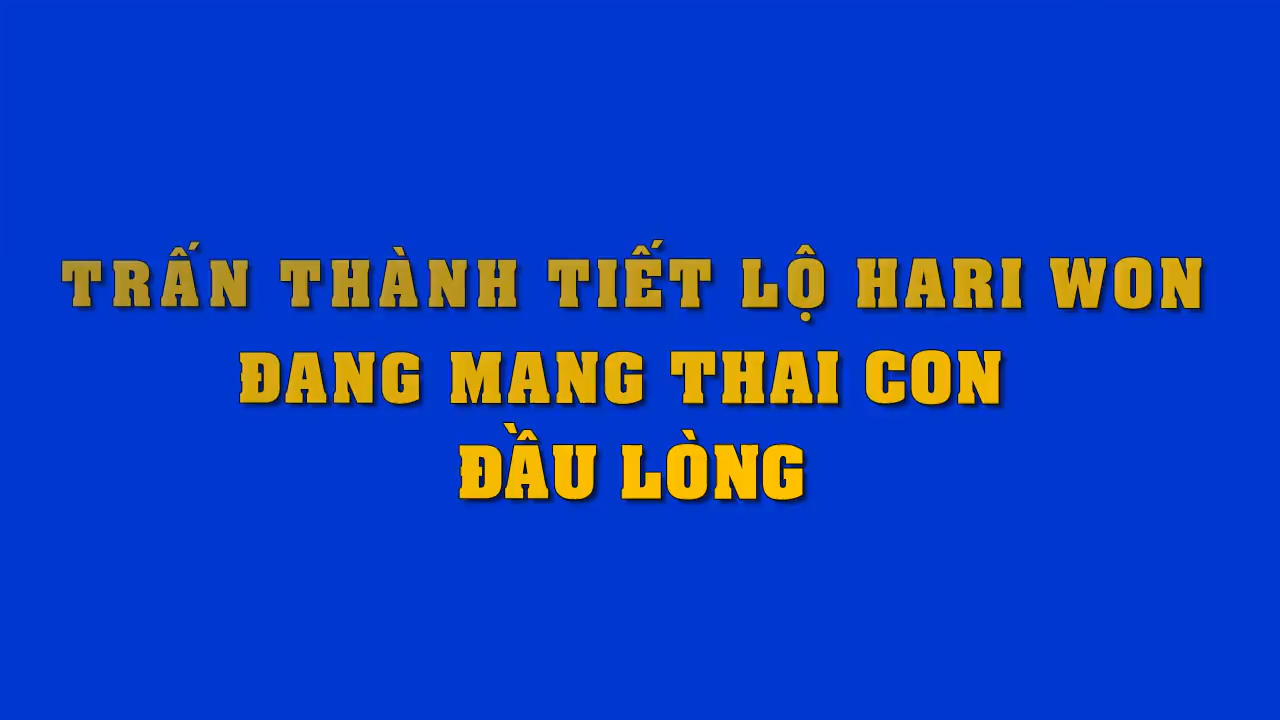 TRẤN THÀNH TIẾT LỘ HARI WON
ĐANG MANG THAI CON
ĐẦU LÒNG